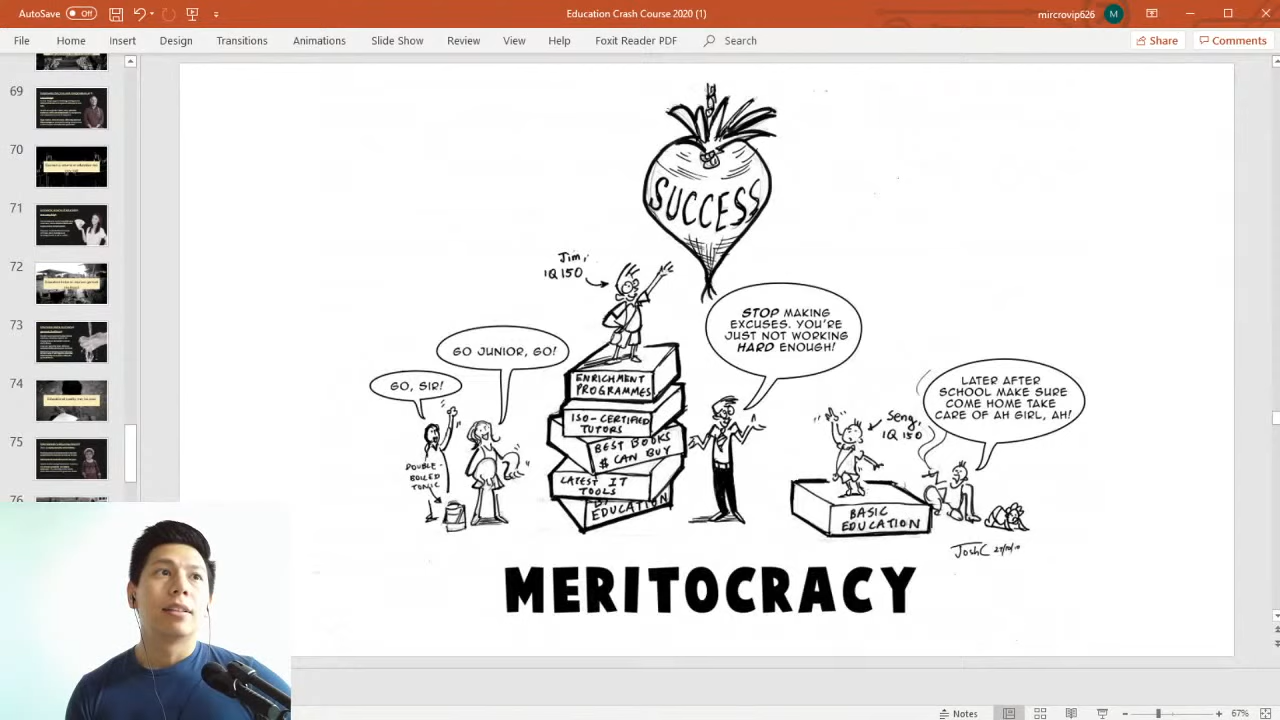 AutoSave Off
Education Crash Course 2020 (1)
mircrovip626
M
File Home Insert Design Transitions Animations Slide Show Review View Help Foxit Reader PDF Search
Share Comments
69
70
71
72
73
74
75
76
SUCCESS
Jim,
IQ 150
GO, SIR!
GO JUNIOR, GO!
STOP MAKING
EXCUSES. YOU'RE
JUST NOT WORKING
HARD ENOUGH!
LATER AFTER
SCHOOL MAKE SURE
COME HOME TAKE
CARE OF AH GIRL, AH!
Seng,
IQ 150
DOUBLE-
BOILED
TONIC
ENRICHMENT
PROGRAMMES
ISO-CERTIFIED
TUTORS
BEST BOOKS
$ CAN BUY
LATEST IT
TOOLS
EDUCATION
BASIC
EDUCATION
JoshC
MERITOCRACY
Notes
67%